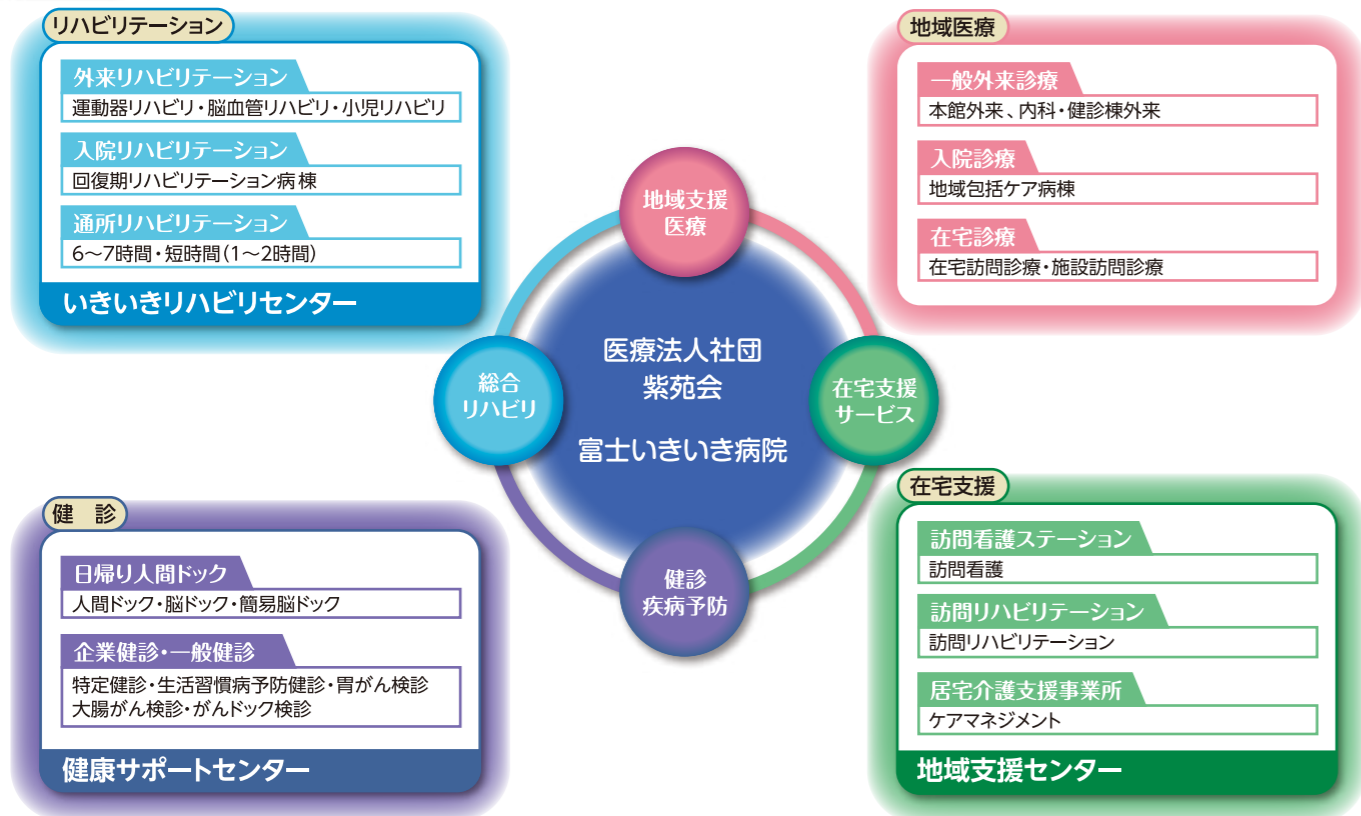 リハビリテーション
外来リハビリテーション
運動器リハビリ・脳血管リハビリ・小児リハビリ
入院リハビリテーション
回復期リハビリテーション病棟
通所リハビリテーション
6〜7時間・短時間(1〜2時間)
いきいきリハビリセンター
地域医療
一般外来診療
本館外来、内科・健診棟外来
入院診療
地域包括ケア病棟
在宅診療
在宅訪問診療・施設訪問診療
地域支援
医療
総合
リハビリ
医療法人社団
紫苑会
富士いきいき病院
在宅支援
サービス
健診
疾病予防
健 診
日帰り人間ドック
人間ドック・脳ドック・簡易脳ドック
企業健診・一般健診
特定健診・生活習慣病予防健診・胃がん検診
大腸がん検診・がんドック検診
健康サポートセンター
在宅支援
訪問看護ステーション
訪問看護
訪問リハビリテーション
訪問リハビリテーション
居宅介護支援事業所
ケアマネジメント
地域支援センター